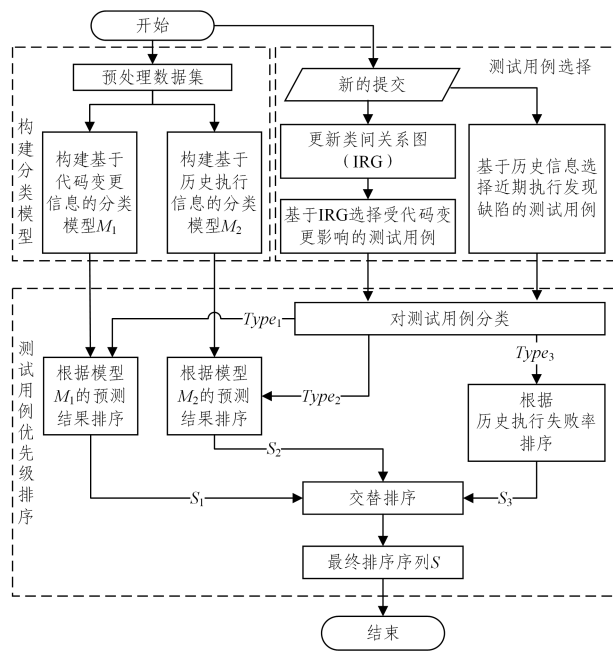 开始
预处理数据集
构建分类模型
构建基于
代码变更
信息的分类
模型M₁
构建基于
历史执行
信息的分类
模型M₂
测试用例选择
新的提交
更新类间关系图
(IRG)
基于IRG选择受代码变
更影响的测试用例
基于历史信息选
择近期执行发现
缺陷的测试用例
测试用例优先级排序
Type₁
对测试用例分类
Type₃
根据模型
M₁的预测
结果排序
根据模型
M₂的预测
结果排序
Type₂
根据
历史执行失败率
排序
S₂
S₁
交替排序
S₃
最终排序序列S
结束